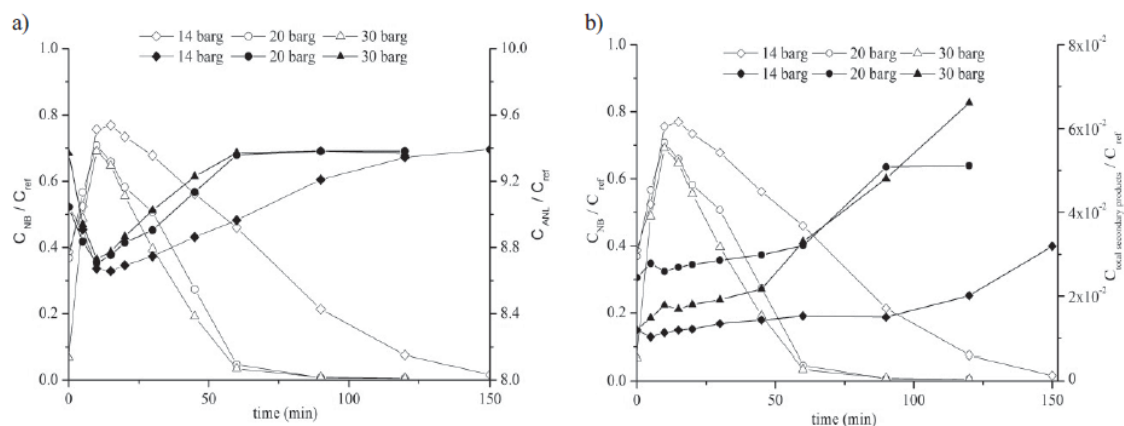 a)
14 barg 20 barg 30 barg
14 barg 20 barg 30 barg
1.0
0.8
0.6
0.4
0.2
0.0
C_NB / C_ref
10.0
9.6
9.2
8.8
8.4
8.0
C_ANL / C_ref
0 50 100 150
time (min)
b)
14 barg 20 barg 30 barg
14 barg 20 barg 30 barg
1.0
0.8
0.6
0.4
0.2
0.0
C_NB / C_ref
8x10^-2
6x10^-2
4x10^-2
2x10^-2
0
C_total secondary products / C_ref
0 50 100 150
time (min)